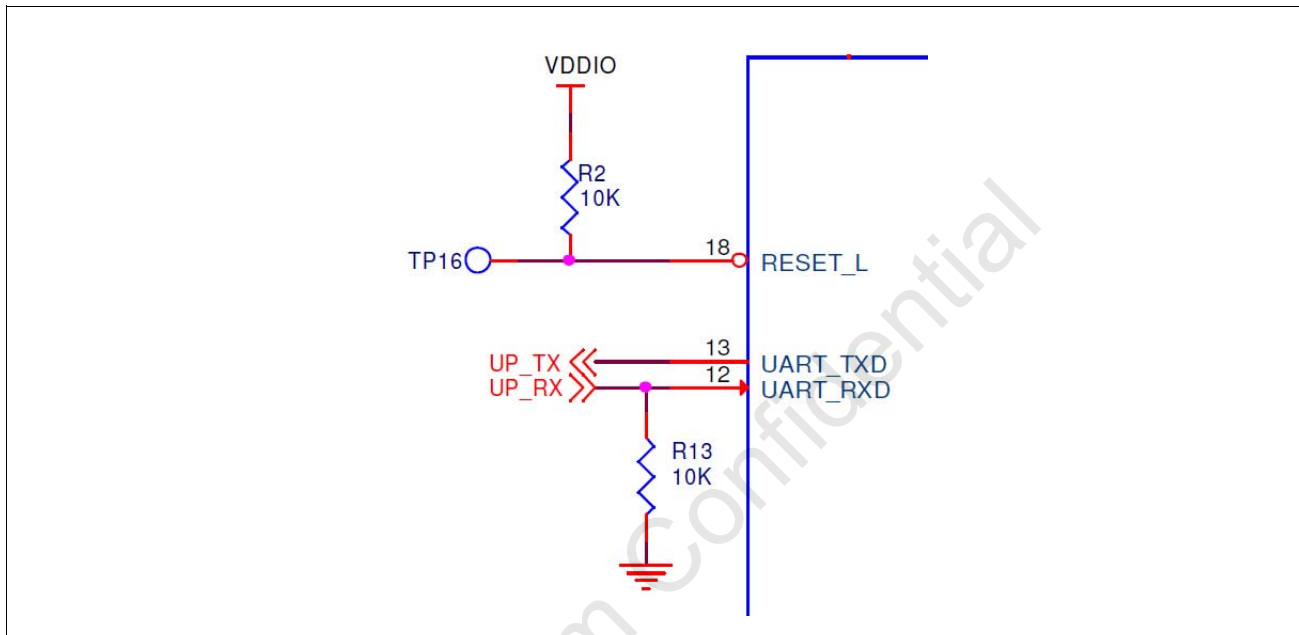 VDDIO
R2
10K
18
TP16
RESET_L
13
UP_TX
UART_TXD
12
UP_RX
UART_RXD
R13
10K
m Confidential